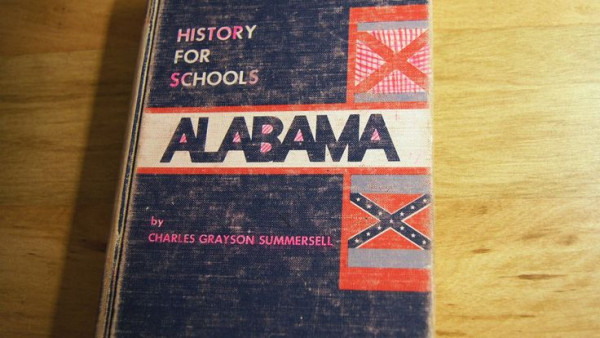 HISTORY
FOR
SCHOOLS
ALABAMA
by
CHARLES GRAYSON SUMMERSELL